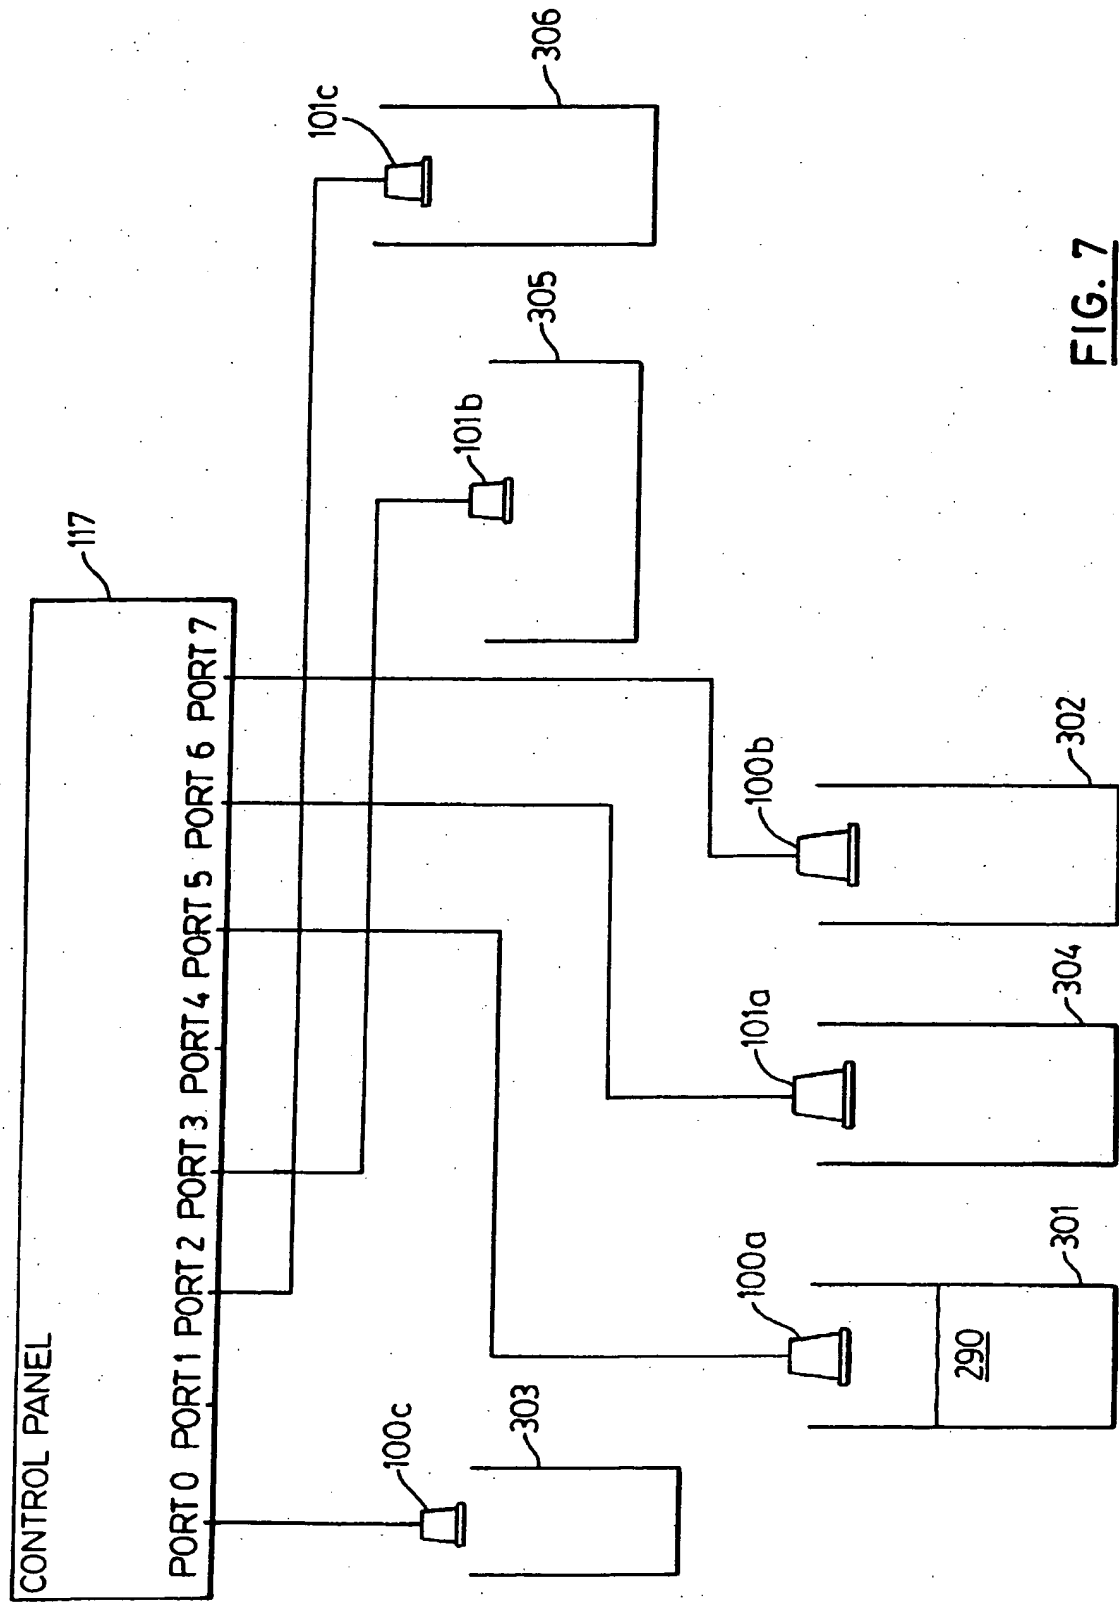 CONTROL PANEL
PORT 0 PORT 1 PORT 2 PORT 3 PORT 4 PORT 5 PORT 6 PORT 7
117
101c
306
101b
305
100c
303
100a
290
301
101a
304
100b
302
FIG. 7